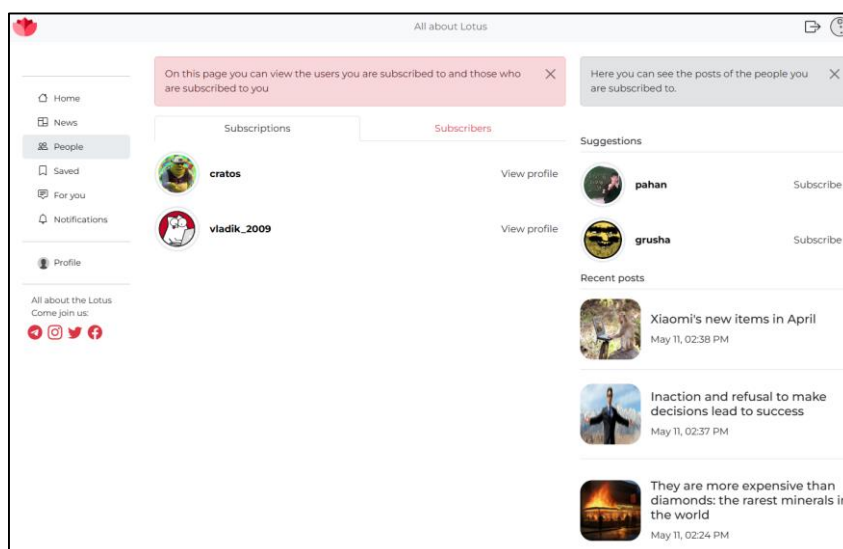 All about Lotus
Home
News
People
Saved
For you
Notifications
Profile
All about the Lotus
Come join us:
On this page you can view the users you are subscribed to and those who
are subscribed to you
Subscriptions
Subscribers
cratos
View profile
vladik_2009
View profile
Here you can see the posts of the people you
are subscribed to.
Suggestions
pahan
Subscribe
grusha
Subscribe
Recent posts
Xiaomi's new items in April
May 11, 02:38 PM
Inaction and refusal to make
decisions lead to success
May 11, 02:37 PM
They are more expensive than
diamonds: the rarest minerals in
the world
May 11, 02:24 PM